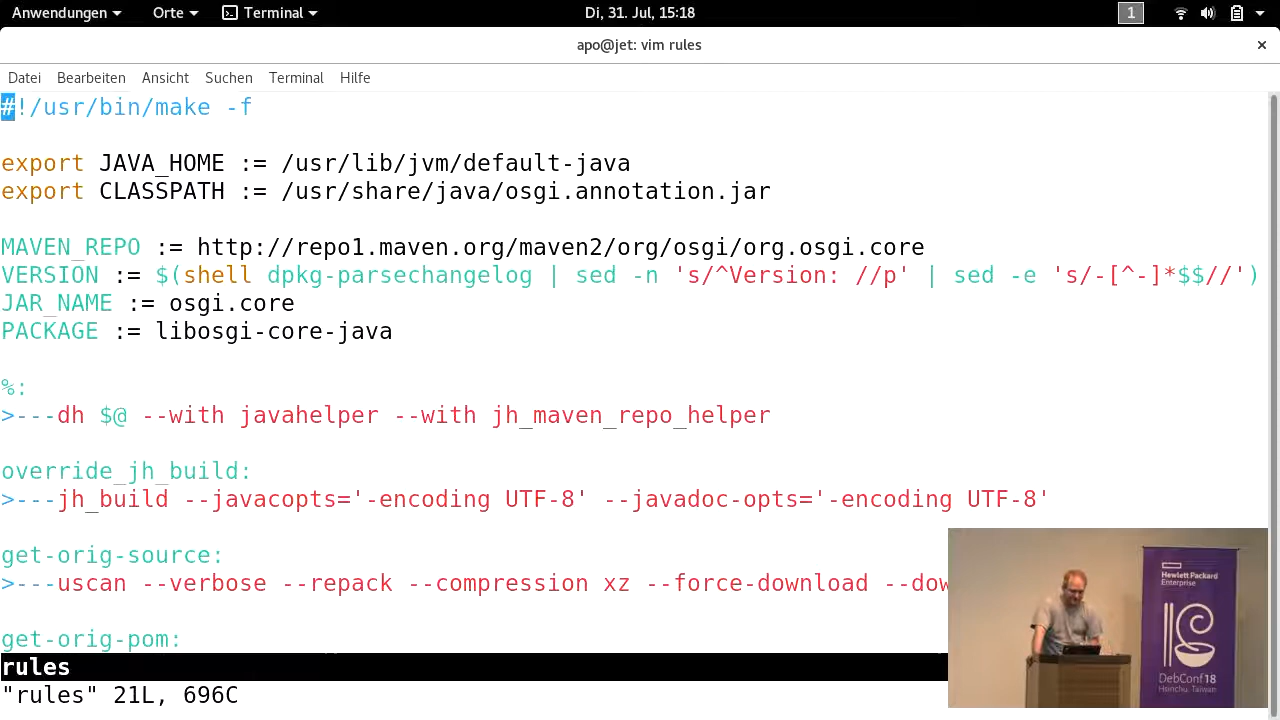 Anwendungen Orte Terminal Di, 31. Jul, 15:18 1
apo@jet: vim rules ×
Datei Bearbeiten Ansicht Suchen Terminal Hilfe
#!/usr/bin/make -f
export JAVA_HOME := /usr/lib/jvm/default-java
export CLASSPATH := /usr/share/java/osgi.annotation.jar
MAVEN_REPO := http://repo1.maven.org/maven2/org/osgi/org.osgi.core
VERSION := $(shell dpkg-parsechangelog | sed -n 's/^Version: //p' | sed -e 's/-[^-]*$$//')
JAR_NAME := osgi.core
PACKAGE := libosgi-core-java
%:
>---dh $@ --with javahelper --with jh_maven_repo_helper
override_jh_build:
>---jh_build --javacopts='-encoding UTF-8' --javadoc-opts='-encoding UTF-8'
get-orig-source:
>---uscan --verbose --repack --compression xz --force-download --dow
get-orig-pom:
rules
"rules" 21L, 696C
Hewlett Packard
Enterprise
DebConf 18
Hsinchu, Taiwan